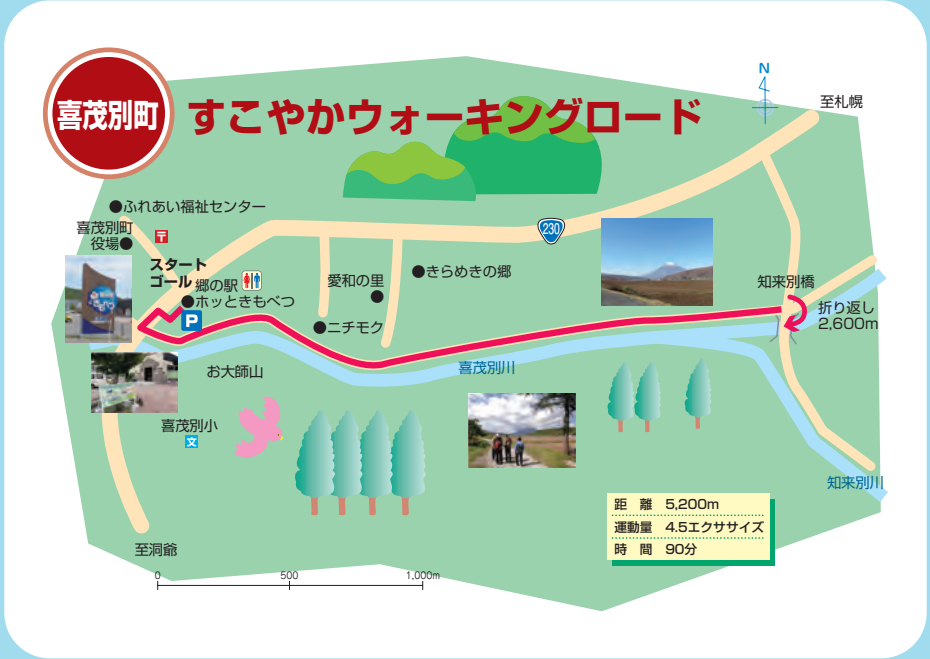 喜茂別町
すこやかウォーキングロード
N
至札幌
●ふれあい福祉センター
喜茂別町
役場●
〒
230
スタート
ゴール
郷の駅
●ホッときもべつ
P
愛和の里
●
●きらめきの郷
●ニチモク
知来別橋
折り返し
2,600m
喜茂別川
お大師山
喜茂別小
文
知来別川
距 離 5,200m
運動量 4.5エクササイズ
時 間 90分
至洞爺
0 500 1,000m